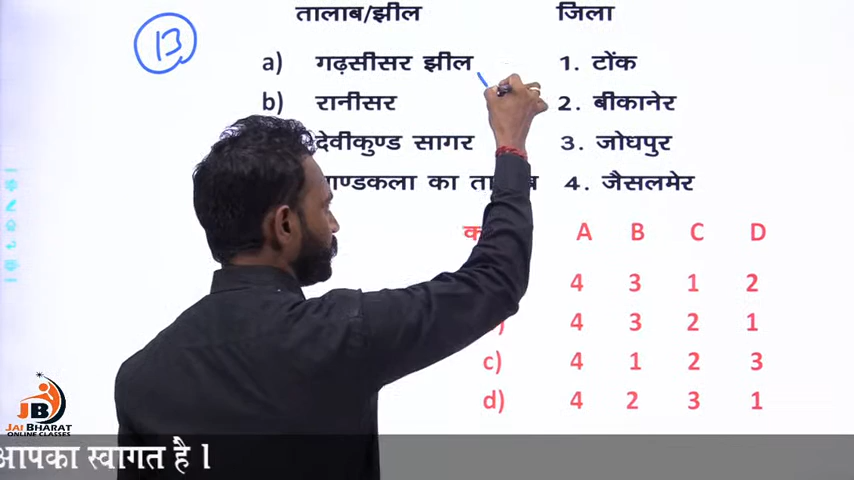 13
तालाब/झील जिला
a) गढ़सीसर झील 1. टोंक
b) रानीसर 2. बीकानेर
देवीकुण्ड सागर 3. जोधपुर
का 4. जैसलमेर
A B C D
4 3 1 2
4 3 2 1
c) 4 1 2 3
d) 4 2 3 1
JAI BHARAT
ONLINE CLASSES
आपका स्वागत है ।